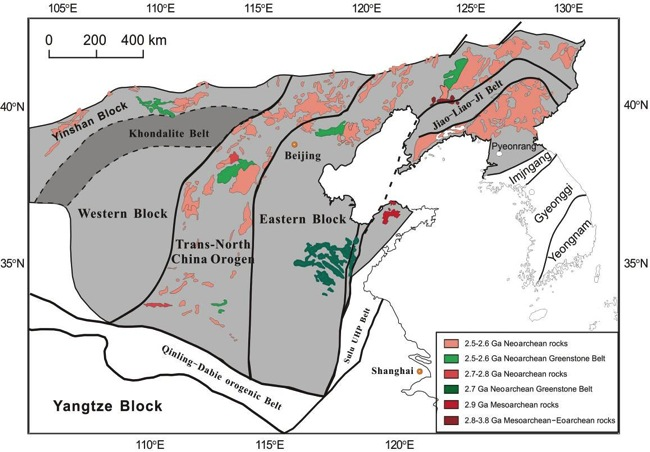 105°E 110°E 115°E 120°E 125°E 130°E
0 200 400 km
40°N 40°N
Yinshan Block
Khondalite Belt
Jiao-Liao-Ji Belt
Beijing
Pyeonrang
Imjngang
Gyeonggi
Yeongnam
Western Block
Eastern Block
Trans-North
China Orogen
35°N 35°N
Sulu UHP Belt
Qinling-Dabie orogenic Belt
Shanghai
Yangtze Block
2.5-2.6 Ga Neoarchean rocks
2.5-2.6 Ga Neoarchean Greenstone Belt
2.7-2.8 Ga Neoarchean rocks
2.7 Ga Neoarchean Greenstone Belt
2.9 Ga Mesoarchean rocks
2.8-3.8 Ga Mesoarchean-Eoarchean rocks
110°E 115°E 120°E